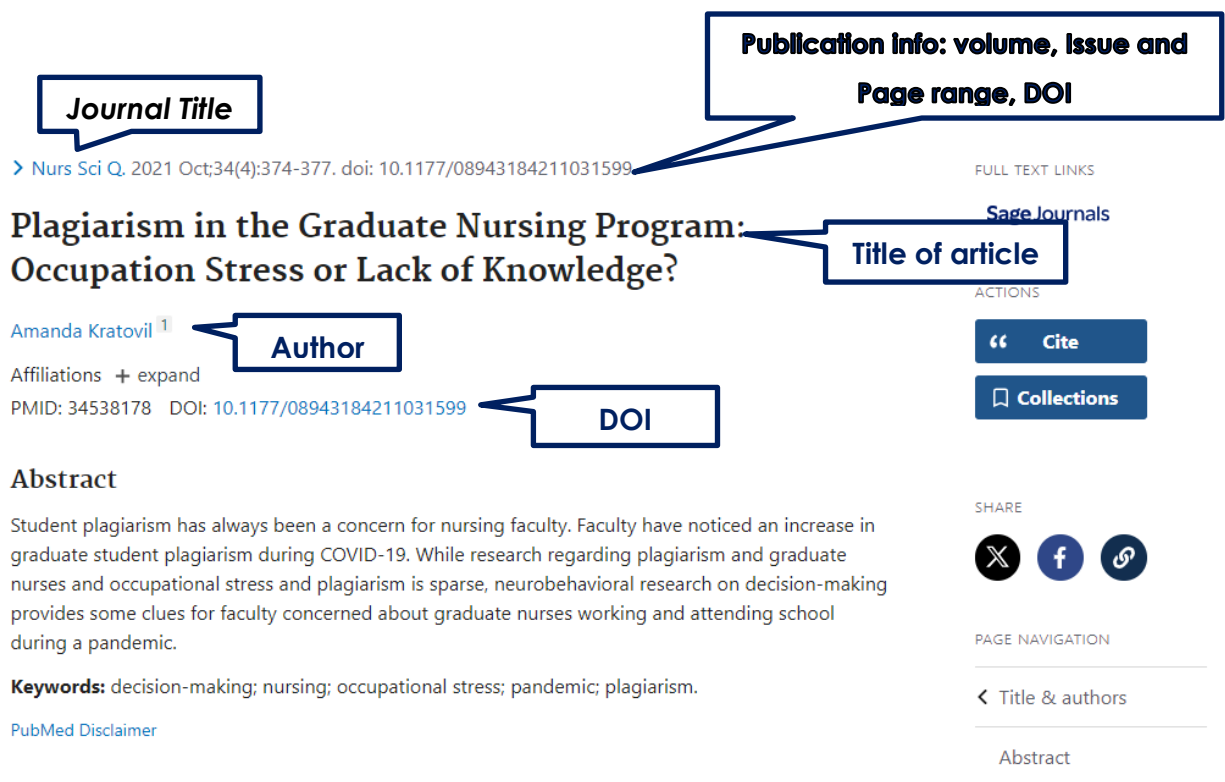 Publication info: volume, Issue and
Page range, DOI
Journal Title
Nurs Sci Q. 2021 Oct;34(4):374-377. doi: 10.1177/08943184211031599
FULL TEXT LINKS
Sage Journals
Plagiarism in the Graduate Nursing Program:
Occupation Stress or Lack of Knowledge?
Title of article
ACTIONS
Amanda Kratovil 1
Author
Cite
Affiliations + expand
PMID: 34538178 DOI: 10.1177/08943184211031599
DOI
Collections
Abstract
Student plagiarism has always been a concern for nursing faculty. Faculty have noticed an increase in
graduate student plagiarism during COVID-19. While research regarding plagiarism and graduate
nurses and occupational stress and plagiarism is sparse, neurobehavioral research on decision-making
provides some clues for faculty concerned about graduate nurses working and attending school
during a pandemic.
Keywords: decision-making; nursing; occupational stress; pandemic; plagiarism.
PubMed Disclaimer
SHARE
PAGE NAVIGATION
Title & authors
Abstract